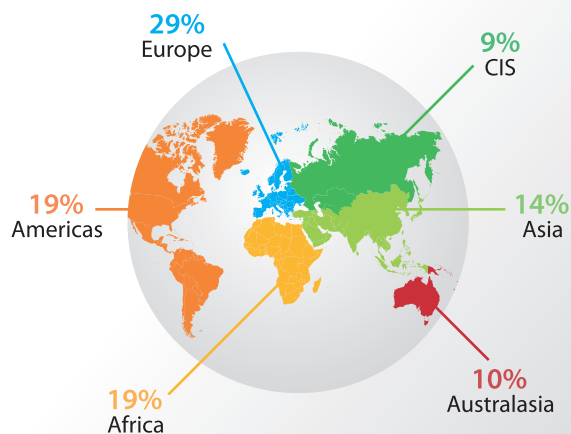 29%
Europe
9%
CIS
19%
Americas
14%
Asia
10%
Australasia
19%
Africa